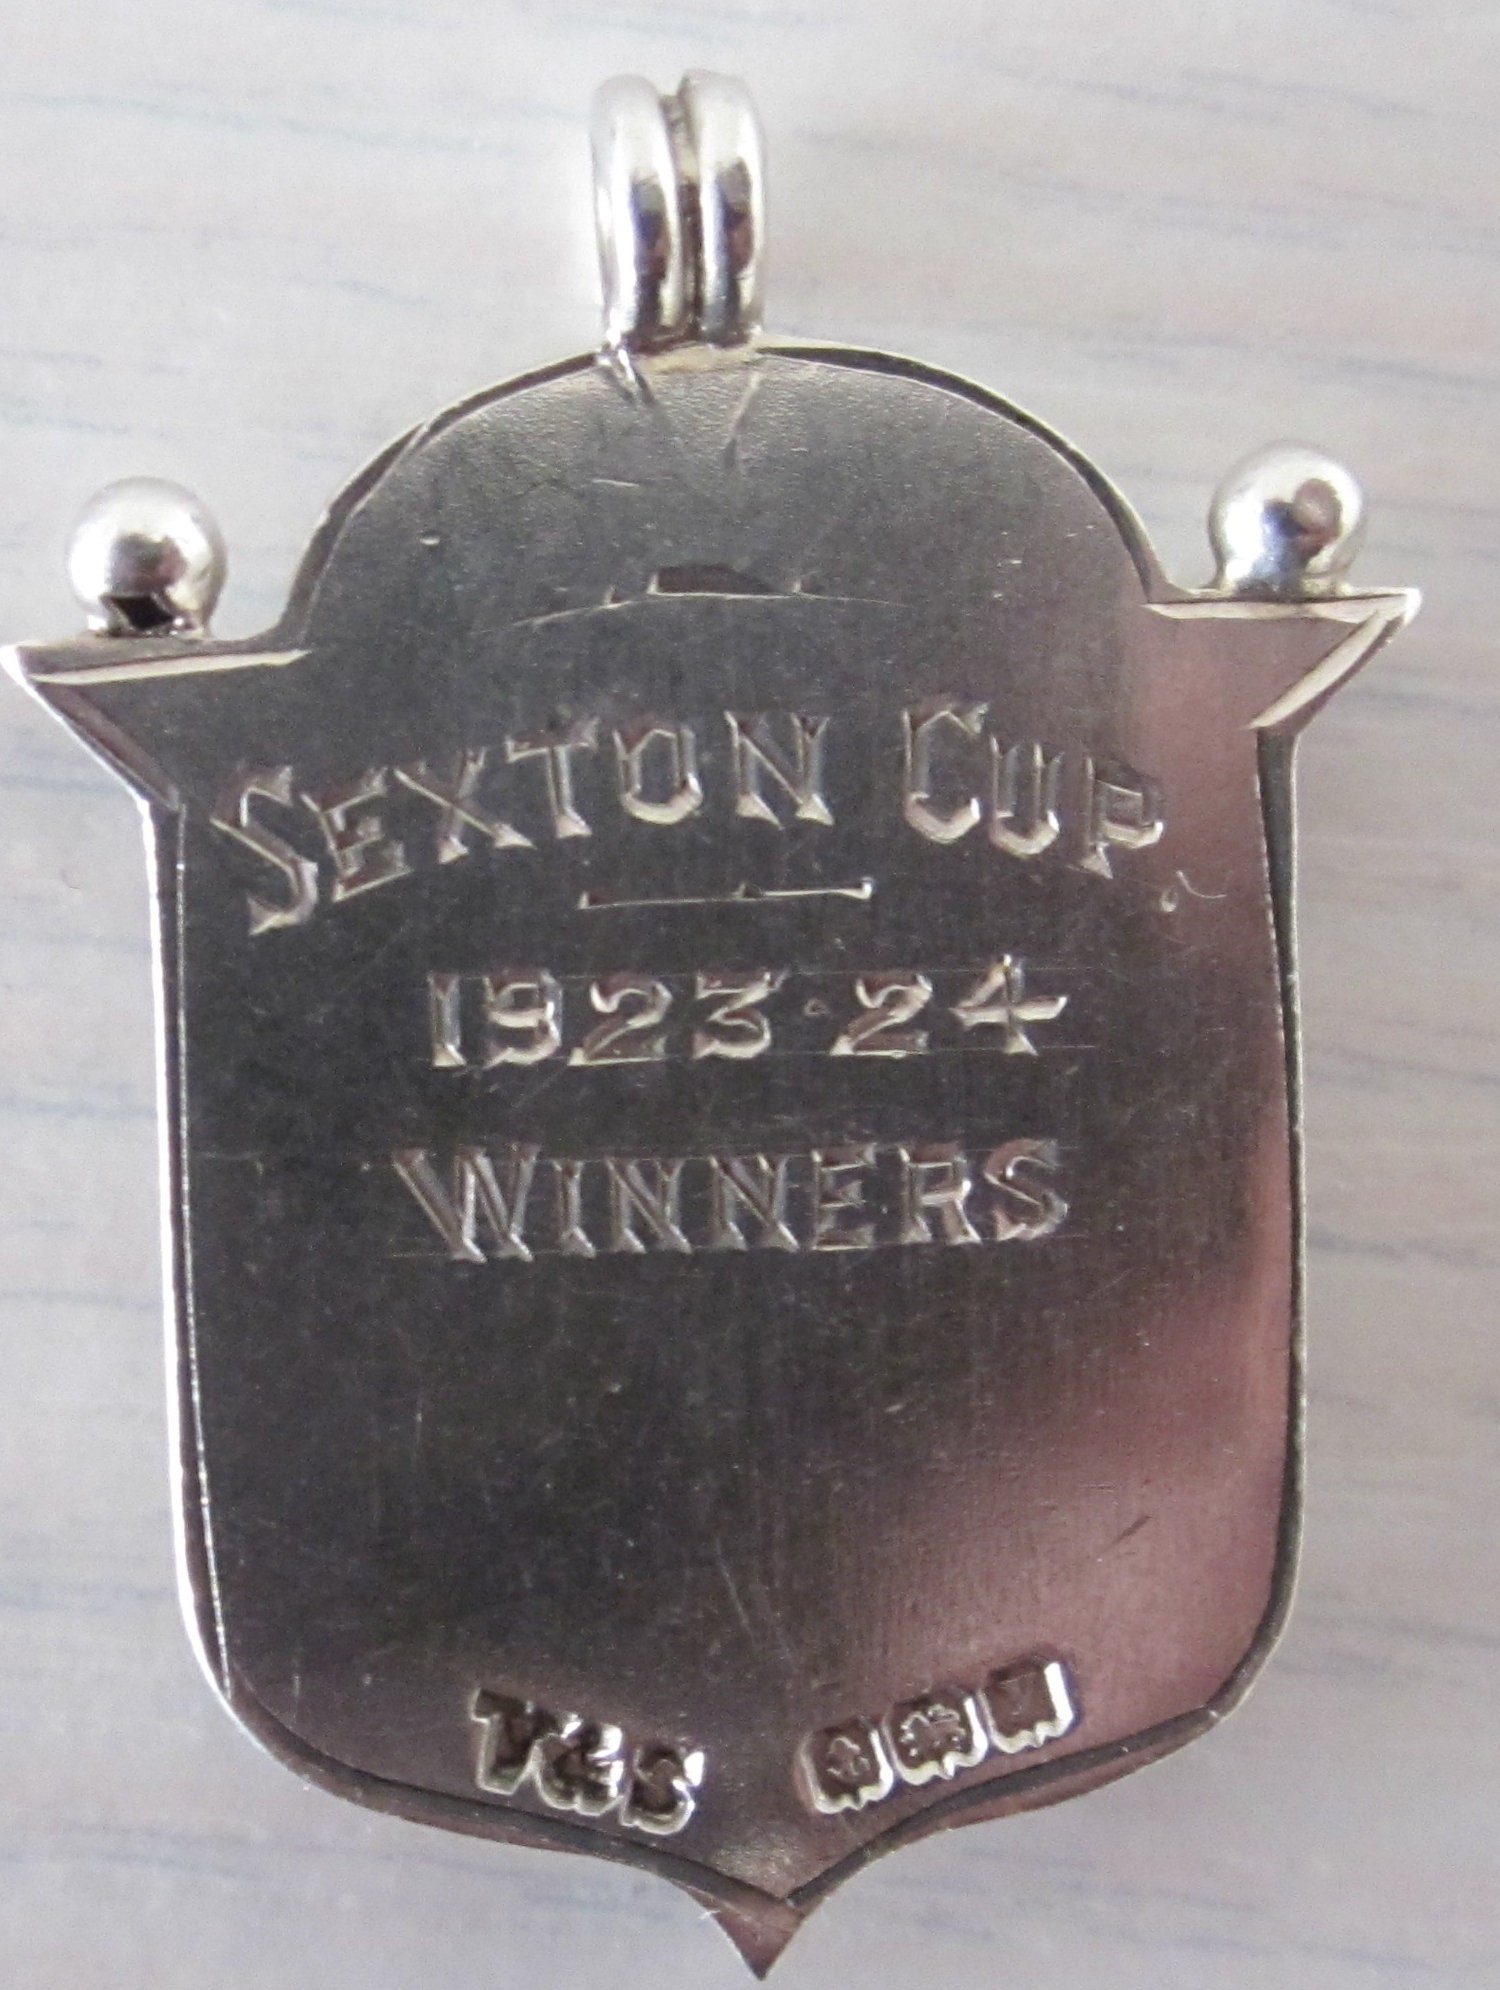 SEXTON CUP.
1923·24
WINNERS
T&S